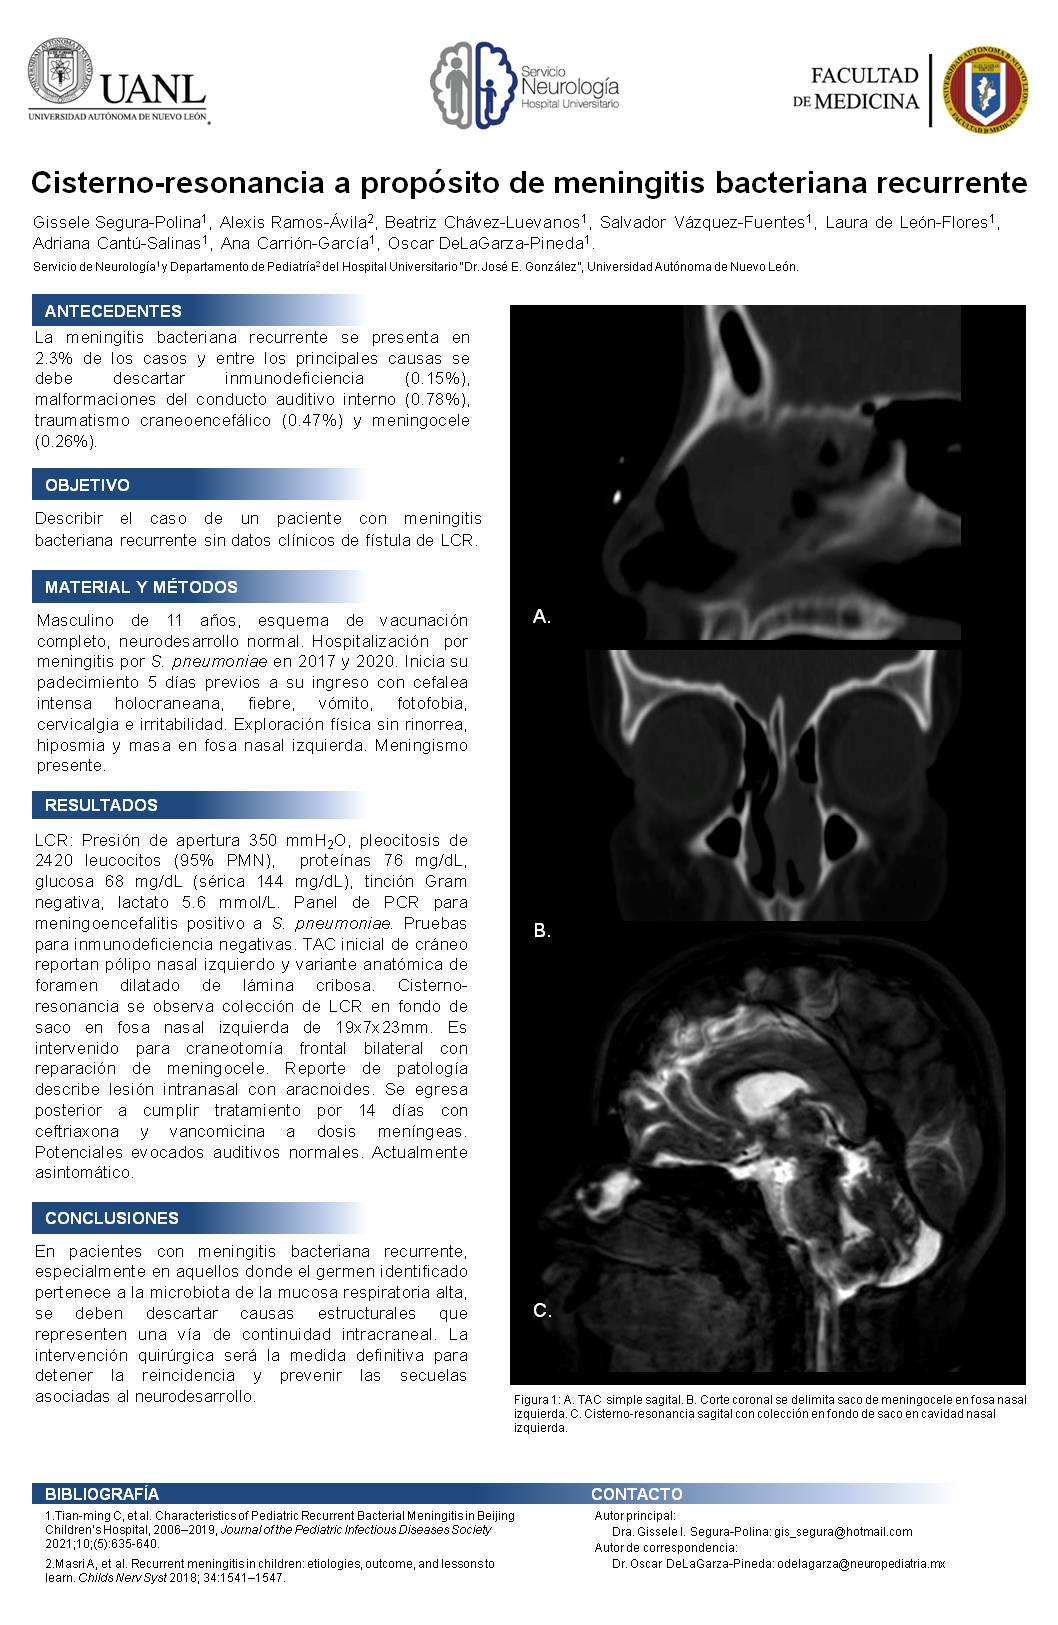 UANL
UNIVERSIDAD AUTÓNOMA DE NUEVO LEÓN
Servicio
Neurología
Hospital Universitario
FACULTAD
DE MEDICINA
Cisterno-resonancia a propósito de meningitis bacteriana recurrente
Gissele Segura-Polina1, Alexis Ramos-Ávila2, Beatriz Chávez-Luevanos1, Salvador Vázquez-Fuentes1, Laura de León-Flores1,
Adriana Cantú-Salinas1, Ana Carrión-García1, Oscar DeLaGarza-Pineda1.
Servicio de Neurología1 y Departamento de Pediatría2 del Hospital Universitario "Dr. José E. González", Universidad Autónoma de Nuevo León.
ANTECEDENTES
La meningitis bacteriana recurrente se presenta en
2.3% de los casos y entre los principales causas se
debe descartar inmunodeficiencia (0.15%),
malformaciones del conducto auditivo interno (0.78%),
traumatismo craneoencefálico (0.47%) y meningocele
(0.26%).
OBJETIVO
Describir el caso de un paciente con meningitis
bacteriana recurrente sin datos clínicos de fístula de LCR.
MATERIAL Y MÉTODOS
Masculino de 11 años, esquema de vacunación
completo, neurodesarrollo normal. Hospitalización por
meningitis por S. pneumoniae en 2017 y 2020. Inicia su
padecimiento 5 días previos a su ingreso con cefalea
intensa holocraneana, fiebre, vómito, fotofobia,
cervicalgia e irritabilidad. Exploración física sin rinorrea,
hiposmia y masa en fosa nasal izquierda. Meningismo
presente.
RESULTADOS
LCR: Presión de apertura 350 mmH2O, pleocitosis de
2420 leucocitos (95% PMN), proteínas 76 mg/dL,
glucosa 68 mg/dL (sérica 144 mg/dL), tinción Gram
negativa, lactato 5.6 mmol/L. Panel de PCR para
meningoencefalitis positivo a S. pneumoniae. Pruebas
para inmunodeficiencia negativas. TAC inicial de cráneo
reportan pólipo nasal izquierdo y variante anatómica de
foramen dilatado de lámina cribosa. Cisterno-
resonancia se observa colección de LCR en fondo de
saco en fosa nasal izquierda de 19x7x23mm. Es
intervenido para craneotomía frontal bilateral con
reparación de meningocele. Reporte de patología
describe lesión intranasal con aracnoides. Se egresa
posterior a cumplir tratamiento por 14 días con
ceftriaxona y vancomicina a dosis meníngeas.
Potenciales evocados auditivos normales. Actualmente
asintomático.
CONCLUSIONES
En pacientes con meningitis bacteriana recurrente,
especialmente en aquellos donde el germen identificado
pertenece a la microbiota de la mucosa respiratoria alta,
se deben descartar causas estructurales que
representen una vía de continuidad intracraneal. La
intervención quirúrgica será la medida definitiva para
detener la reincidencia y prevenir las secuelas
asociadas al neurodesarrollo.
A.
B.
C.
Figura 1: A. TAC simple sagital. B. Corte coronal se delimita saco de meningocele en fosa nasal
izquierda. C. Cisterno-resonancia sagital con colección en fondo de saco en cavidad nasal
izquierda.
BIBLIOGRAFÍA
1.Tian-ming C, et al. Characteristics of Pediatric Recurrent Bacterial Meningitis in Beijing
Children's Hospital, 2006–2019, Journal of the Pediatric Infectious Diseases Society
2021;10;(5):635-640.
2.Masri A, et al. Recurrent meningitis in children: etiologies, outcome, and lessons to
learn. Childs Nerv Syst 2018; 34:1541–1547.
CONTACTO
Autor principal:
Dra. Gissele I. Segura-Polina: gis_segura@hotmail.com
Autor de correspondencia:
Dr. Oscar DeLaGarza-Pineda: odelagarza@neuropediatria.mx